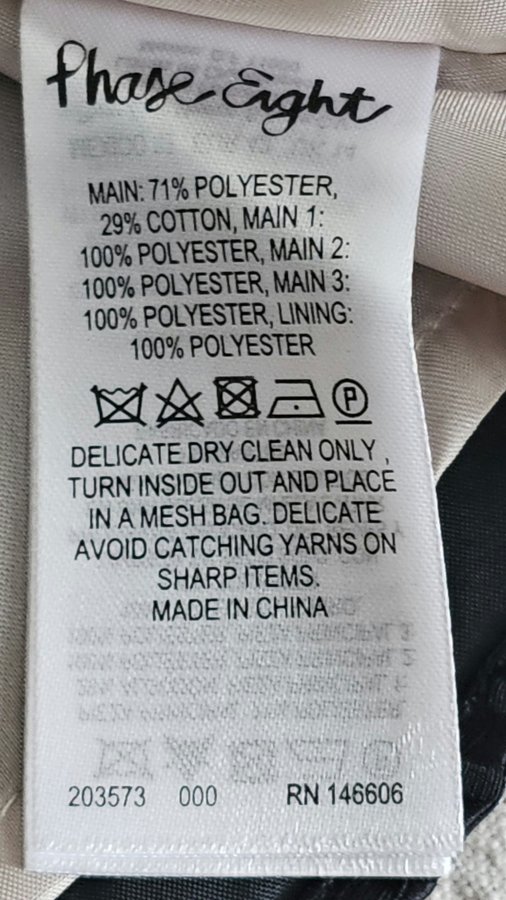 Phase Eight
MAIN: 71% POLYESTER,
29% COTTON, MAIN 1:
100% POLYESTER, MAIN 2:
100% POLYESTER, MAIN 3:
100% POLYESTER, LINING:
100% POLYESTER
P
DELICATE DRY CLEAN ONLY ,
TURN INSIDE OUT AND PLACE
IN A MESH BAG. DELICATE
AVOID CATCHING YARNS ON
SHARP ITEMS.
MADE IN CHINA
203573 000 RN 146606